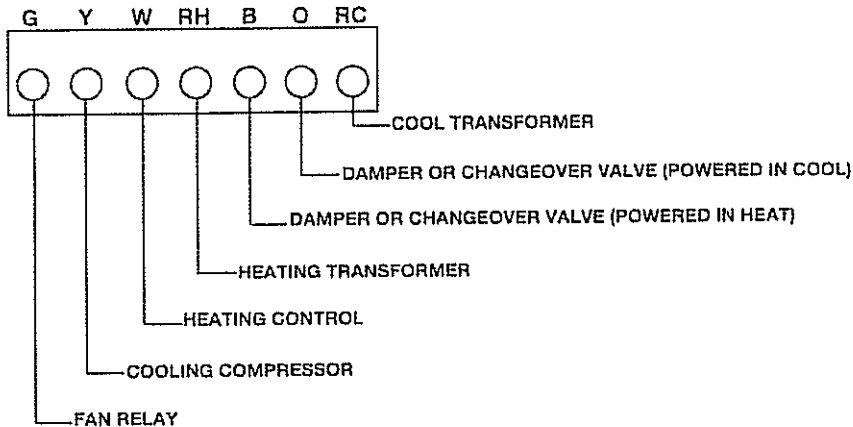 G Y W RH B O RC
COOL TRANSFORMER
DAMPER OR CHANGEOVER VALVE (POWERED IN COOL)
DAMPER OR CHANGEOVER VALVE (POWERED IN HEAT)
HEATING TRANSFORMER
HEATING CONTROL
COOLING COMPRESSOR
FAN RELAY